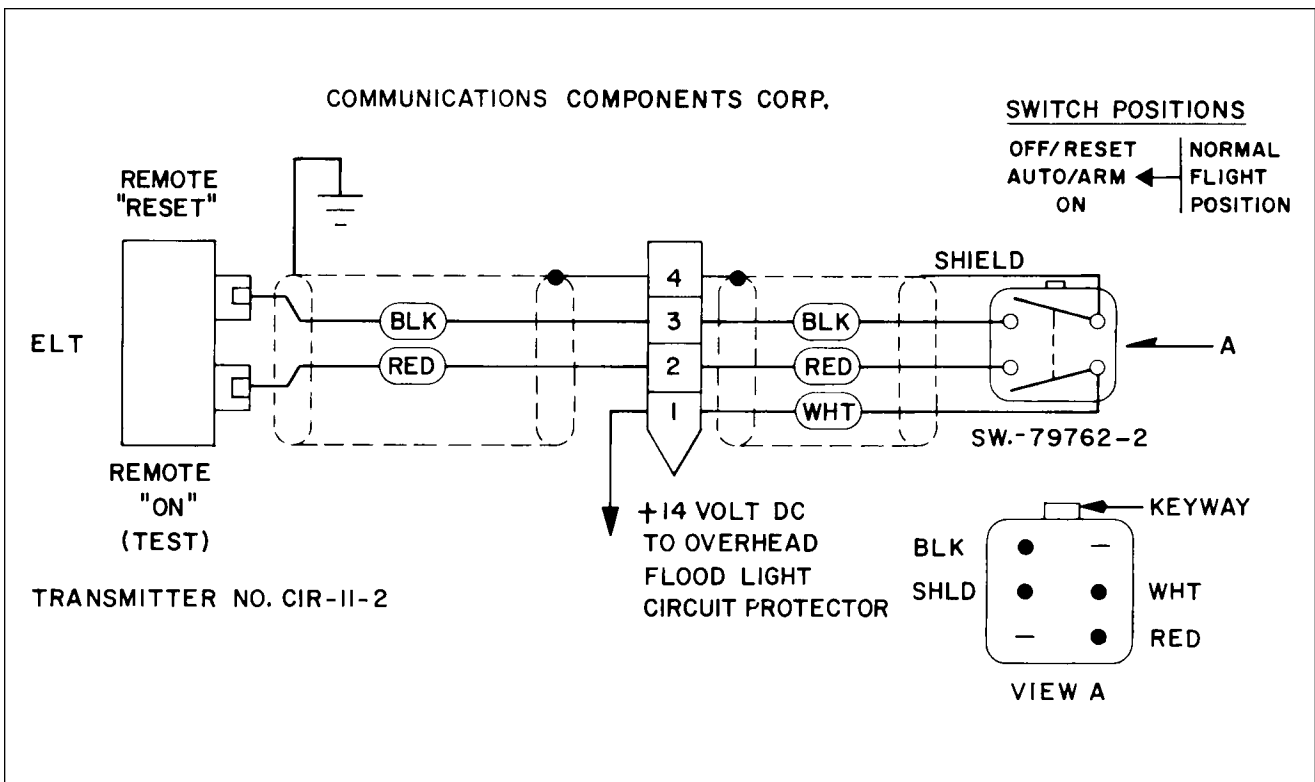 COMMUNICATIONS COMPONENTS CORP.
SWITCH POSITIONS
OFF/RESET
AUTO/ARM
ON
NORMAL
FLIGHT
POSITION
REMOTE
"RESET"
ELT
REMOTE
"ON"
(TEST)
TRANSMITTER NO. CIR-11-2
BLK
RED
4
3
2
1
BLK
RED
WHT
SHIELD
A
SW.-79762-2
+14 VOLT DC
TO OVERHEAD
FLOOD LIGHT
CIRCUIT PROTECTOR
KEYWAY
BLK
SHLD
WHT
RED
VIEW A